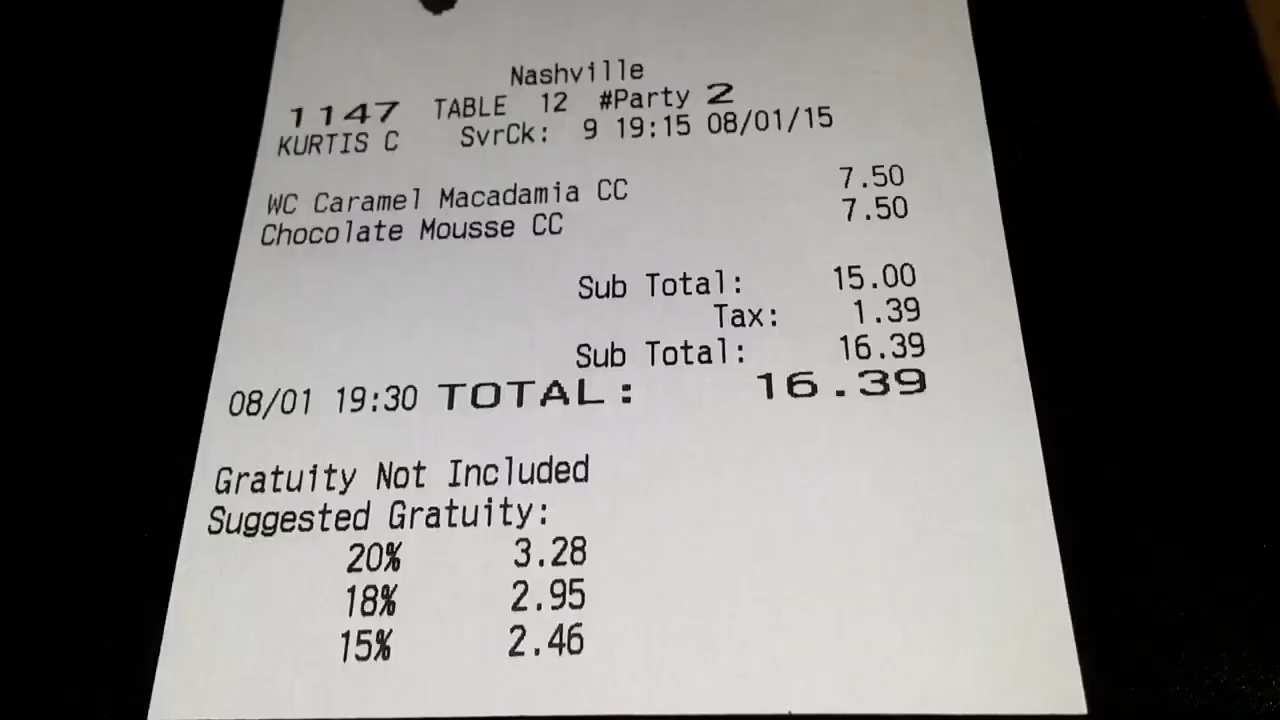 Nashville
1147 TABLE 12 #Party 2
KURTIS C SvrCk: 9 19:15 08/01/15
WC Caramel Macadamia CC 7.50
Chocolate Mousse CC 7.50
Sub Total: 15.00
Tax: 1.39
Sub Total: 16.39
08/01 19:30 TOTAL: 16.39
Gratuity Not Included
Suggested Gratuity:
20% 3.28
18% 2.95
15% 2.46